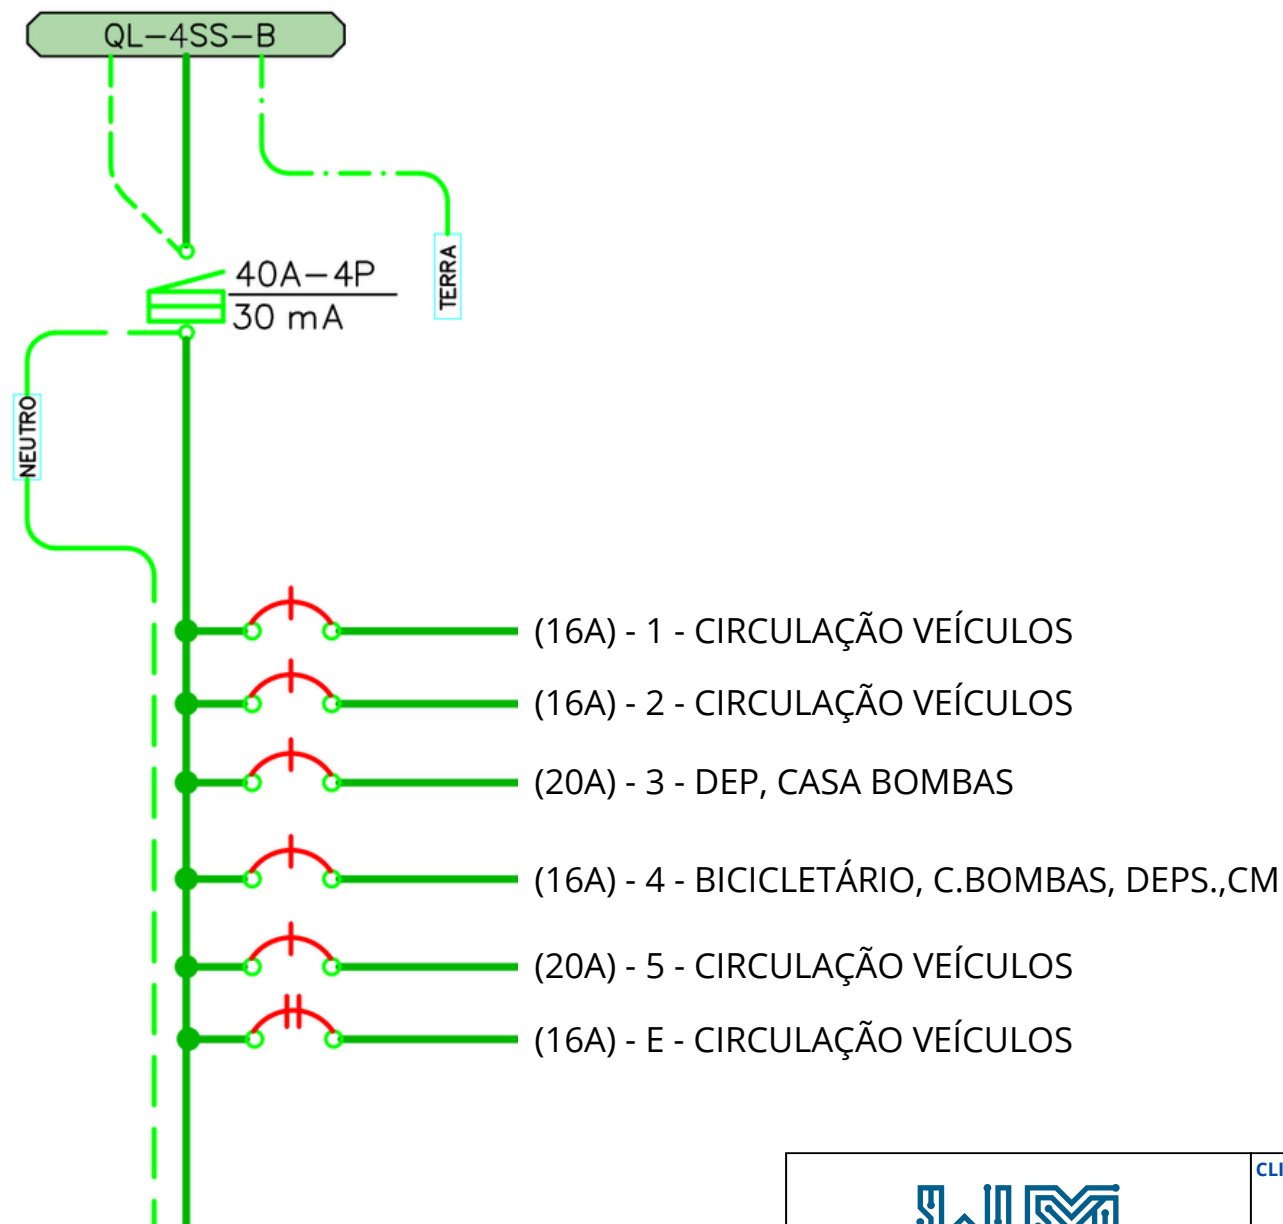 QL-4SS-B
40A-4P
30 mA
TERRA
NEUTRO
(16A) - 1 - CIRCULAÇÃO VEÍCULOS
(16A) - 2 - CIRCULAÇÃO VEÍCULOS
(20A) - 3 - DEP, CASA BOMBAS
(16A) - 4 - BICICLETÁRIO, C.BOMBAS, DEPS.,CM
(20A) - 5 - CIRCULAÇÃO VEÍCULOS
(16A) - E - CIRCULAÇÃO VEÍCULOS
CLI